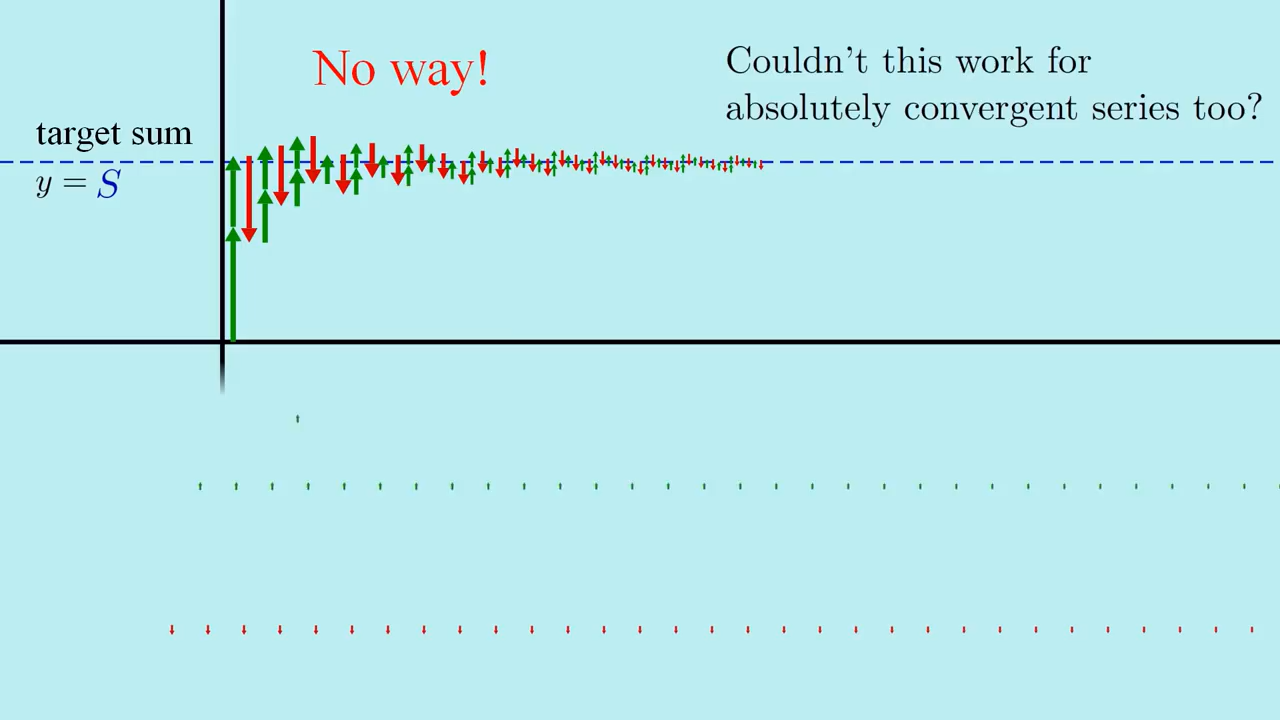 No way!
Couldn't this work for
absolutely convergent series too?
target sum
y = S